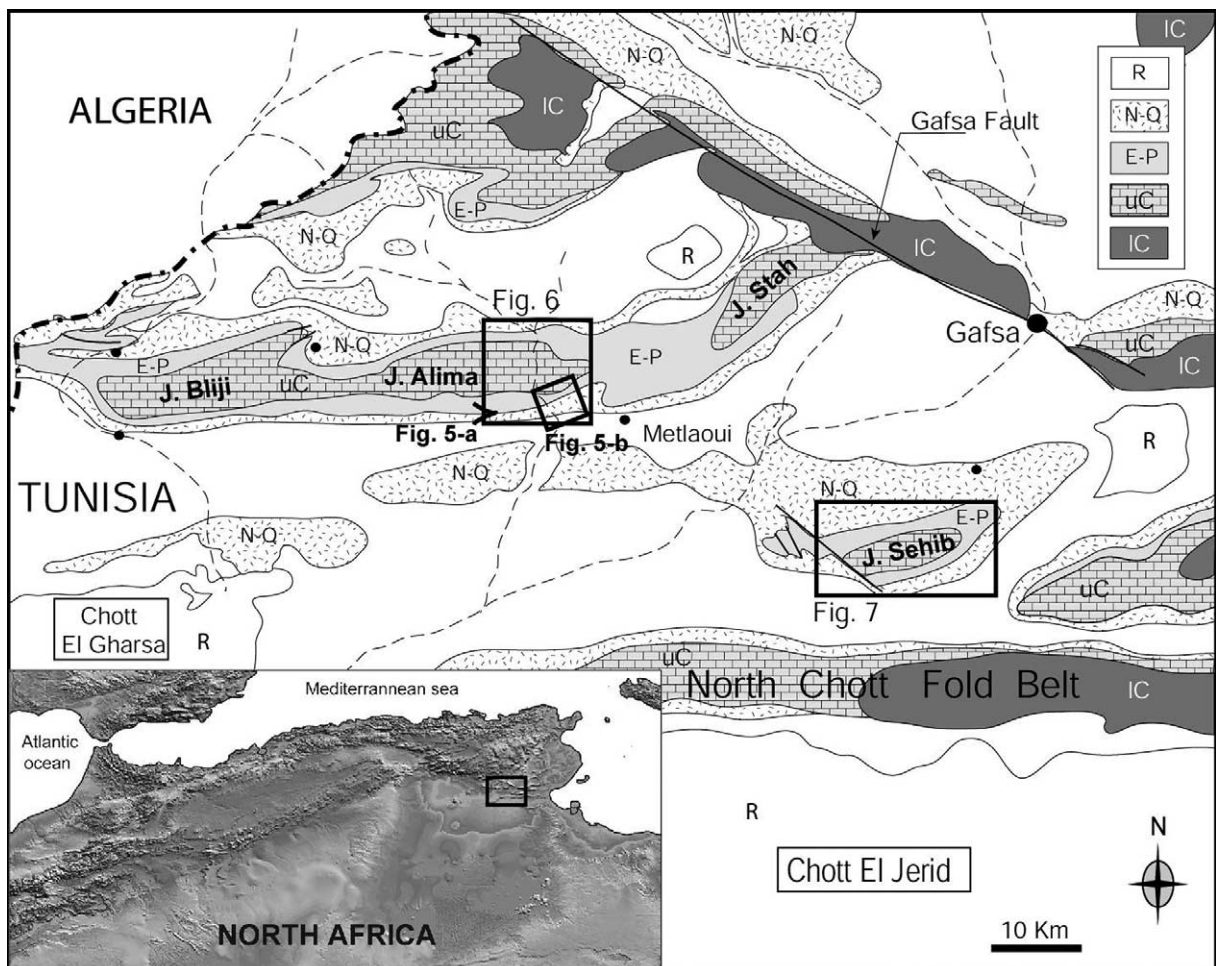 N-Q
N-Q
IC
R
ALGERIA
IC
N-Q
uC
Gafsa Fault
E-P
uC
E-P
IC
N-Q
IC
R
J. Stah
Fig. 6
N-Q
Gafsa
N-Q
E-P
E-P
uC
J. Bliji
uC
J. Alima
IC
Fig. 5-a
Fig. 5-b
Metlaoui
R
N-Q
TUNISIA
N-Q
E-P
N-Q
J. Sehib
uC
Chott
El Gharsa
R
Fig. 7
uC
North Chott Fold Belt
IC
Mediterrannean sea
Atlantic
ocean
R
N
Chott El Jerid
NORTH AFRICA
10 Km